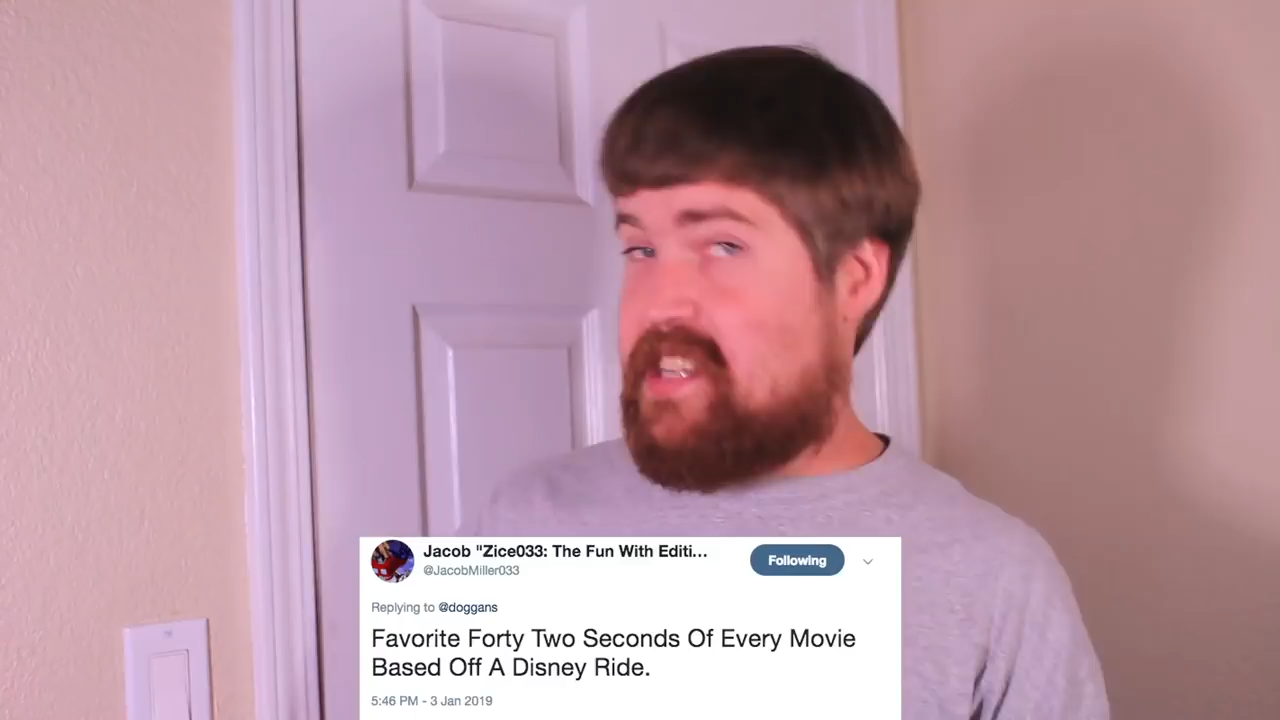 Jacob "Zice033: The Fun With Editi...
@JacobMiller033
Following
Replying to @doggans
Favorite Forty Two Seconds Of Every Movie
Based Off A Disney Ride.
5:46 PM - 3 Jan 2019